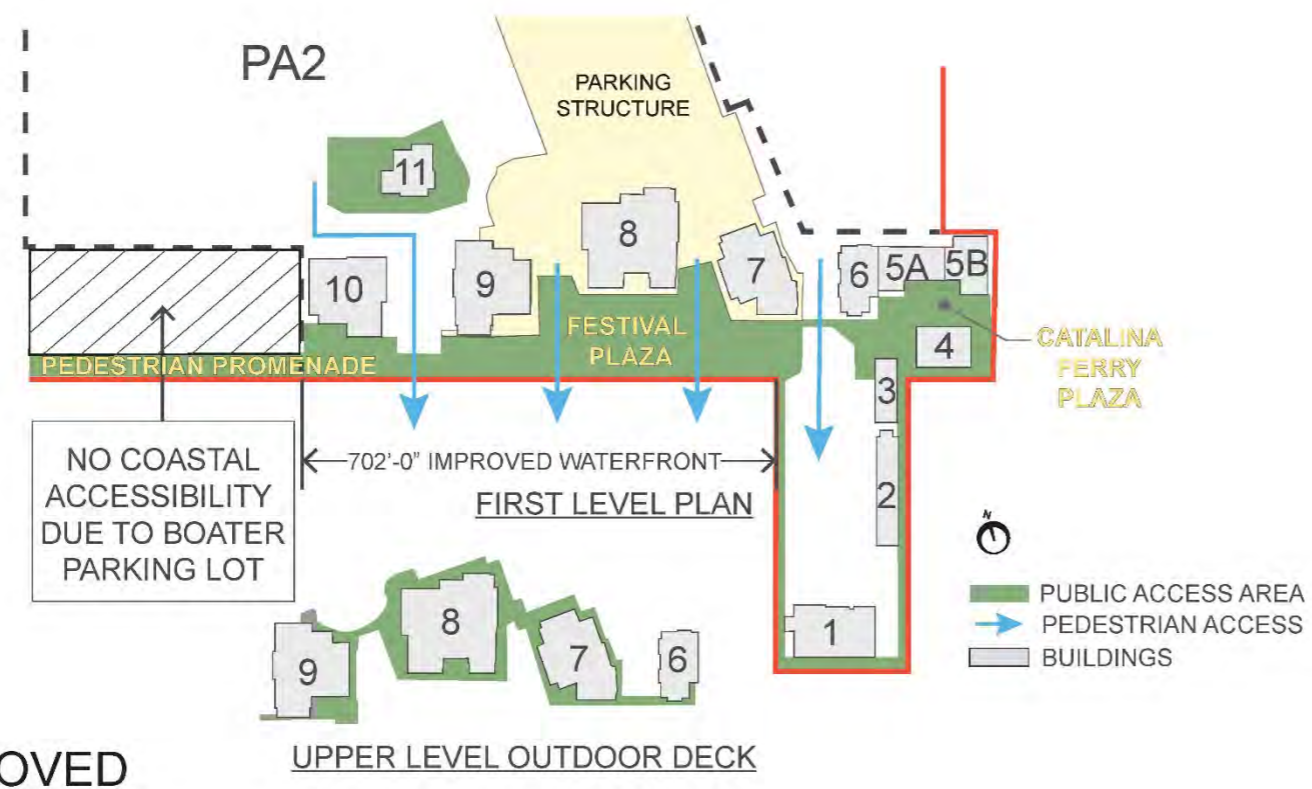 PA2
PARKING
STRUCTURE
11
8
10
9
7
6
5A
5B
FESTIVAL
PLAZA
4
CATALINA
FERRY
PLAZA
PEDESTRIAN PROMENADE
3
NO COASTAL
ACCESSIBILITY
DUE TO BOATER
PARKING LOT
702'-0" IMPROVED WATERFRONT
FIRST LEVEL PLAN
2
N
PUBLIC ACCESS AREA
PEDESTRIAN ACCESS
BUILDINGS
1
9
8
7
6
UPPER LEVEL OUTDOOR DECK
OVED